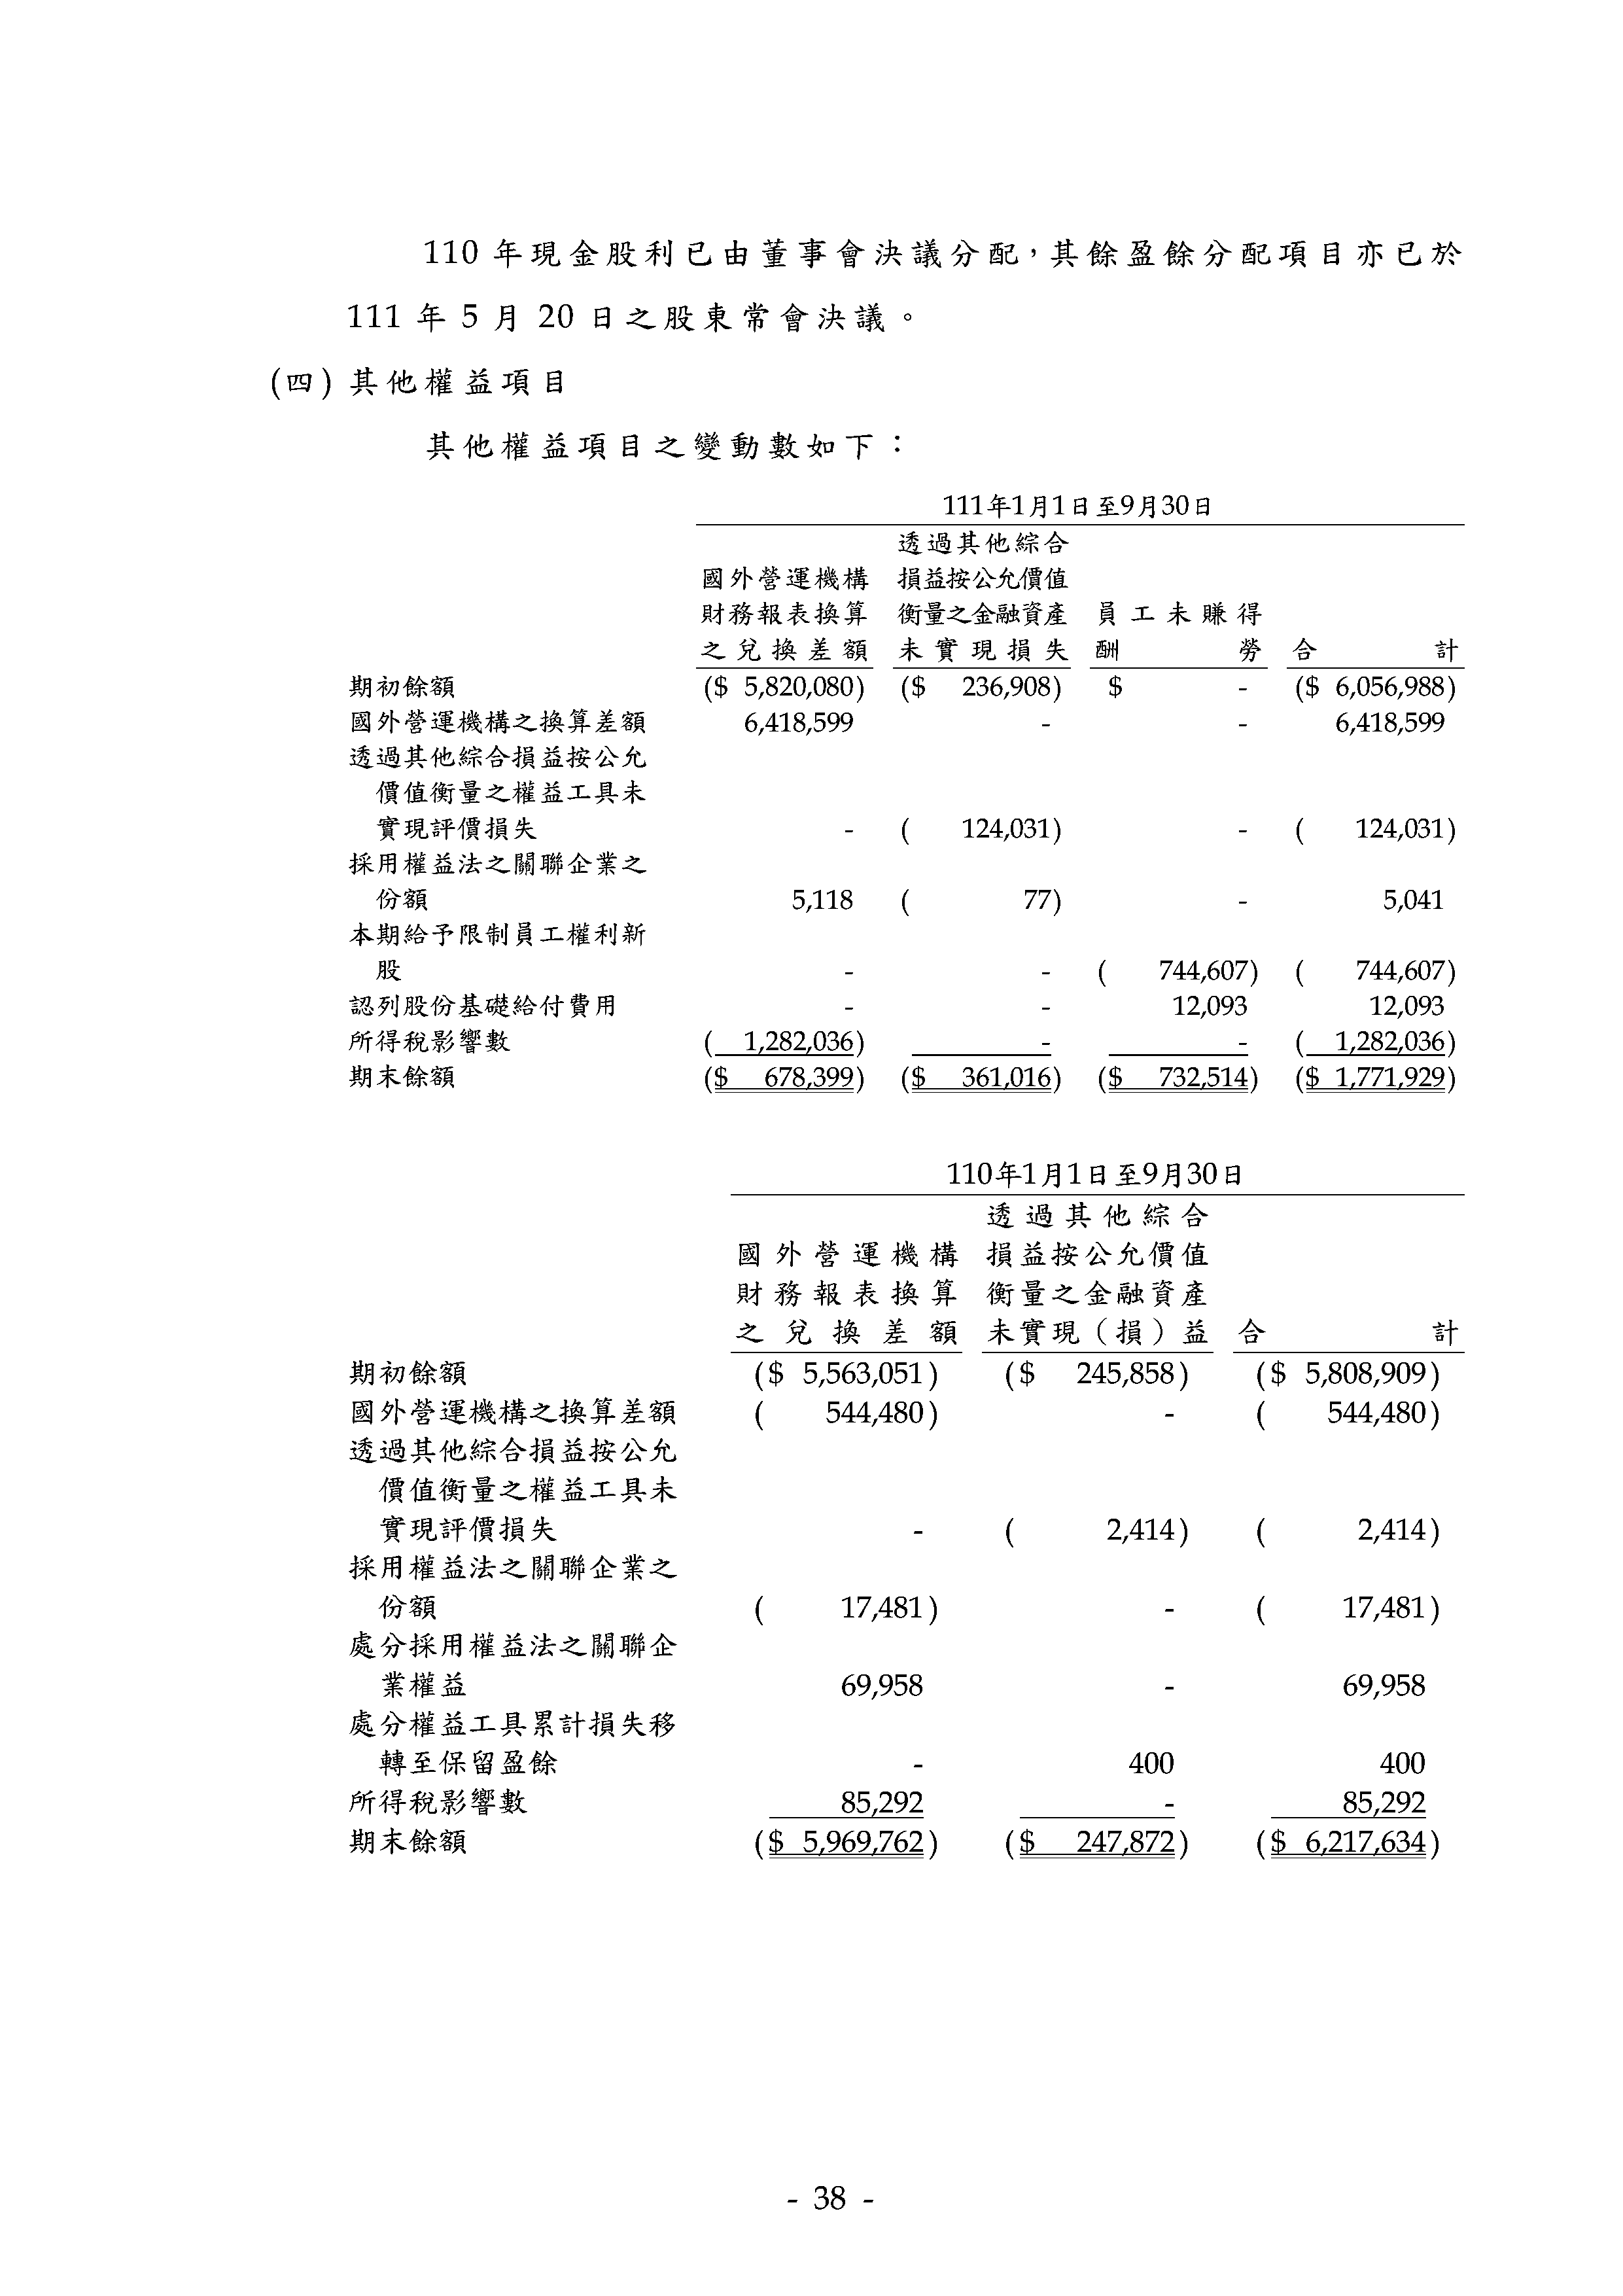 110 年現金股利已由董事會決議分配，其餘盈餘分配項目亦已於
111 年 5 月 20 日之股東常會決議。
(四) 其他權益項目
其他權益項目之變動數如下：
111年1月1日至9月30日
透過其他綜合
國外營運機構 損益按公允價值
財務報表換算 衡量之金融資產 員工未賺得
之兌換差額 未實現損失 酬勞 合計
期初餘額 ($ 5,820,080) ($ 236,908) $ - ($ 6,056,988)
國外營運機構之換算差額 6,418,599 - - 6,418,599
透過其他綜合損益按公允
價值衡量之權益工具未
實現評價損失 - ( 124,031) - ( 124,031)
採用權益法之關聯企業之
份額 5,118 ( 77) - 5,041
本期給予限制員工權利新
股 - - ( 744,607) ( 744,607)
認列股份基礎給付費用 - - 12,093 12,093
所得稅影響數 ( 1,282,036) - - ( 1,282,036)
期末餘額 ($ 678,399) ($ 361,016) ($ 732,514) ($ 1,771,929)
110年1月1日至9月30日
透過其他綜合
國外營運機構 損益按公允價值
財務報表換算 衡量之金融資產
之兌換差額 未實現（損）益 合計
期初餘額 ($ 5,563,051) ($ 245,858) ($ 5,808,909)
國外營運機構之換算差額 ( 544,480) - ( 544,480)
透過其他綜合損益按公允
價值衡量之權益工具未
實現評價損失 - ( 2,414) ( 2,414)
採用權益法之關聯企業之
份額 ( 17,481) - ( 17,481)
處分採用權益法之關聯企
業權益 69,958 - 69,958
處分權益工具累計損失移
轉至保留盈餘 - 400 400
所得稅影響數 85,292 - 85,292
期末餘額 ($ 5,969,762) ($ 247,872) ($ 6,217,634)
- 38 -